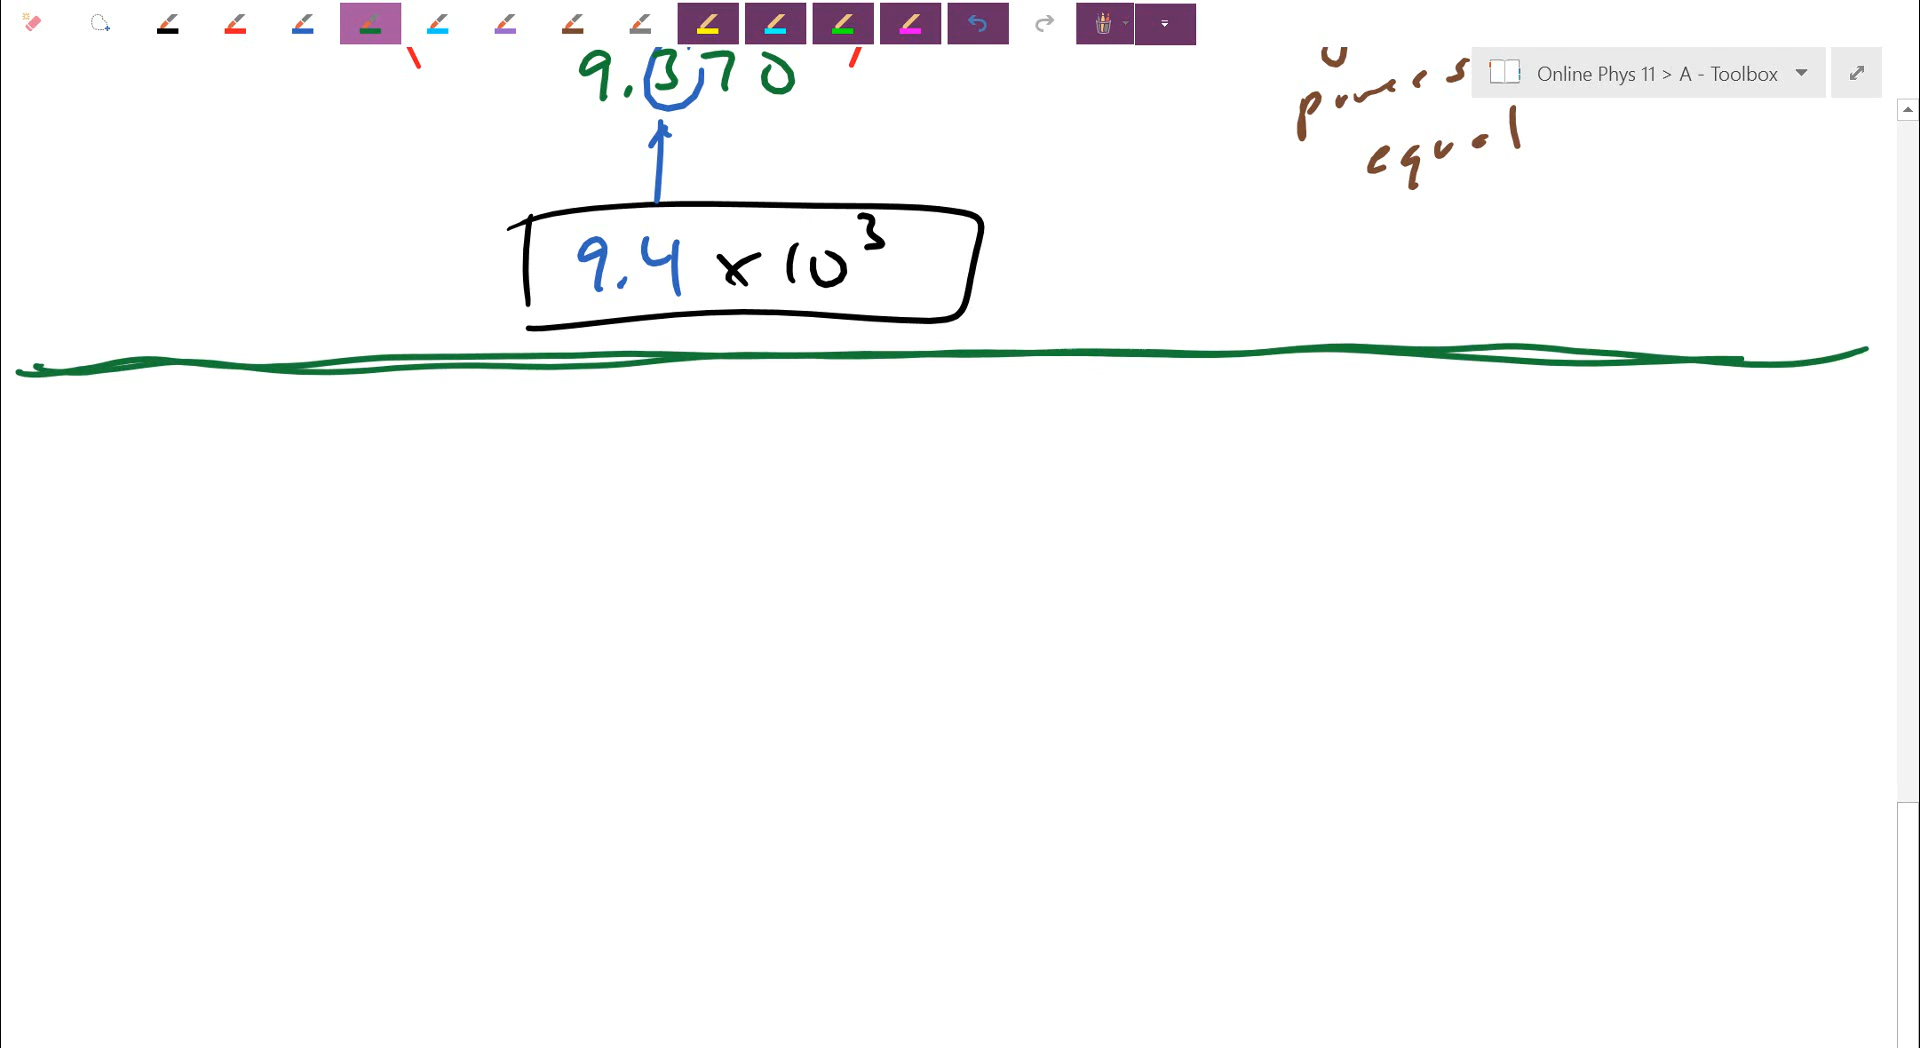 9.370
powers
Online Phys 11 > A - Toolbox
equal
9.4 x 10³